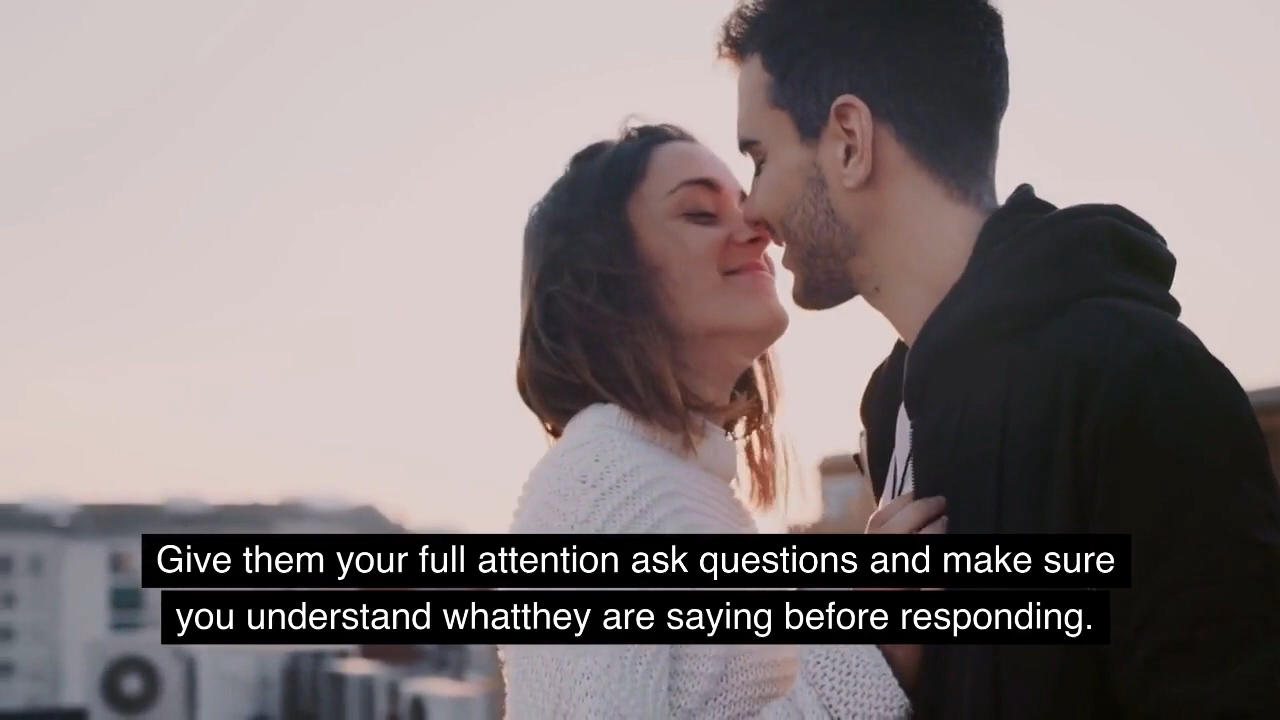 Give them your full attention ask questions and make sure
you understand whatthey are saying before responding.